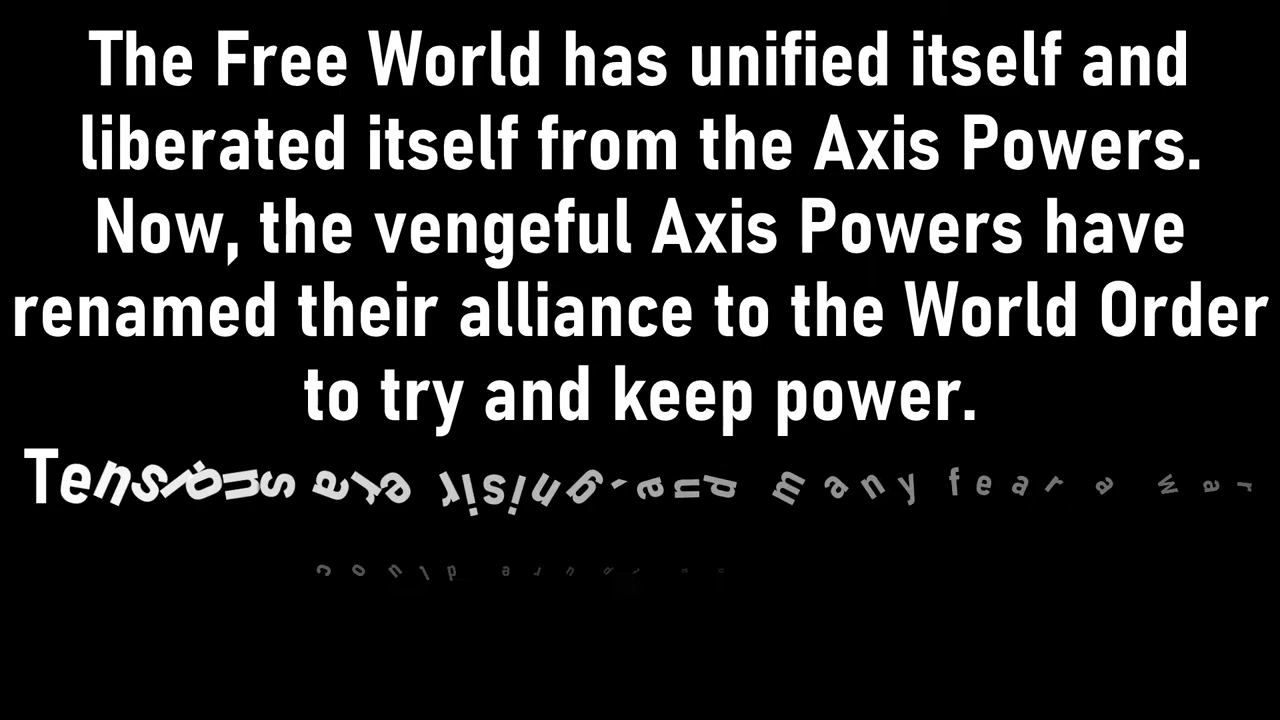 The Free World has unified itself and
liberated itself from the Axis Powers.
Now, the vengeful Axis Powers have
renamed their alliance to the World Order
to try and keep power.
Tensions are rising, and many fear a war
could erupt